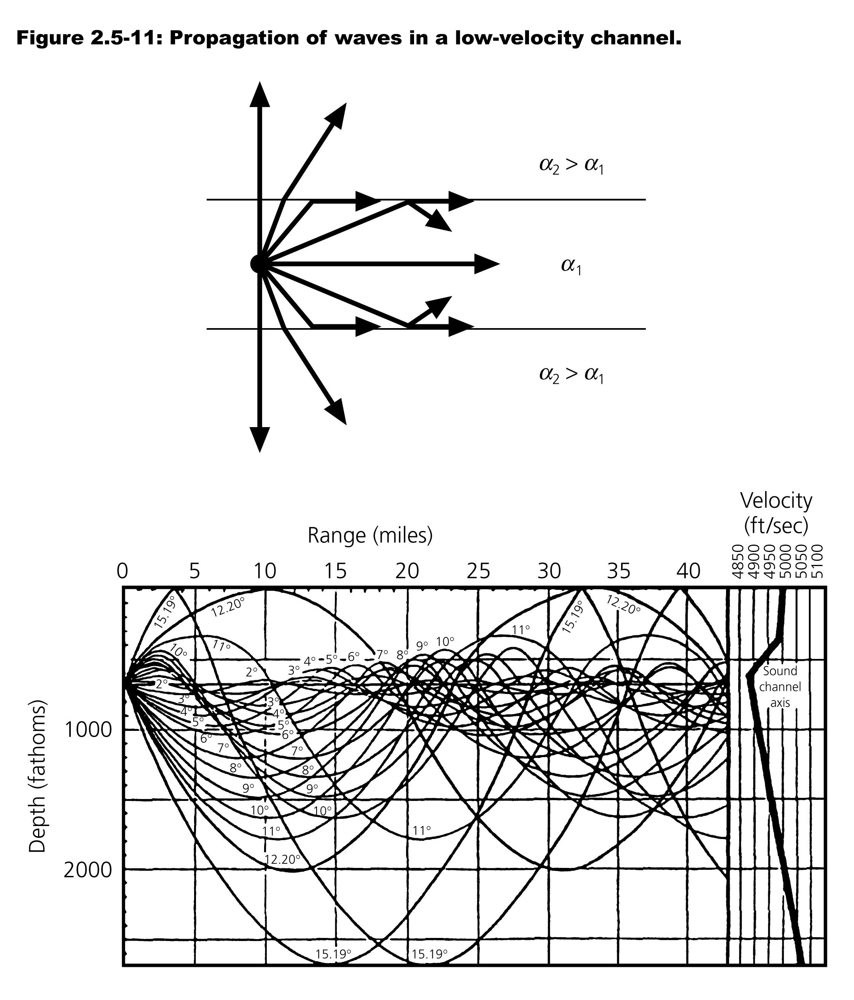 Figure 2.5-11: Propagation of waves in a low-velocity channel.
α2 > α1
α1
α2 > α1
Velocity
(ft/sec)
Range (miles)
0 5 10 15 20 25 30 35 40 4850 4900 4950 5000 5050 5100
15.19° 12.20° 15.19° 12.20°
11°
10° 11° 9° 10°
4° 5° 6° 7° 8°
2° 3°
Sound
channel
axis
2°
3° 3°
4° 4°
5° 5°
6° 6°
7° 7°
8° 8°
9° 9°
10° 10°
11° 11°
12.20°
15.19° 15.19°
Depth (fathoms)
1000
2000